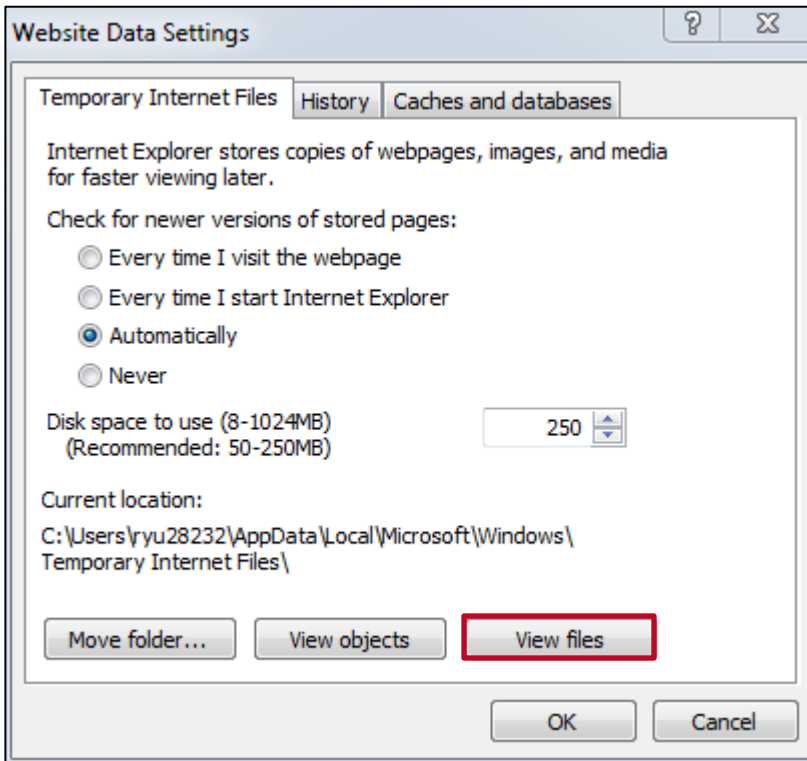 Website Data Settings
Temporary Internet Files
History
Caches and databases
Internet Explorer stores copies of webpages, images, and media
for faster viewing later.
Check for newer versions of stored pages:
Every time I visit the webpage
Every time I start Internet Explorer
Automatically
Never
Disk space to use (8-1024MB)
250
(Recommended: 50-250MB)
Current location:
C:\Users\ryu28232\AppData\Local\Microsoft\Windows\
Temporary Internet Files\
Move folder...
View objects
View files
OK
Cancel